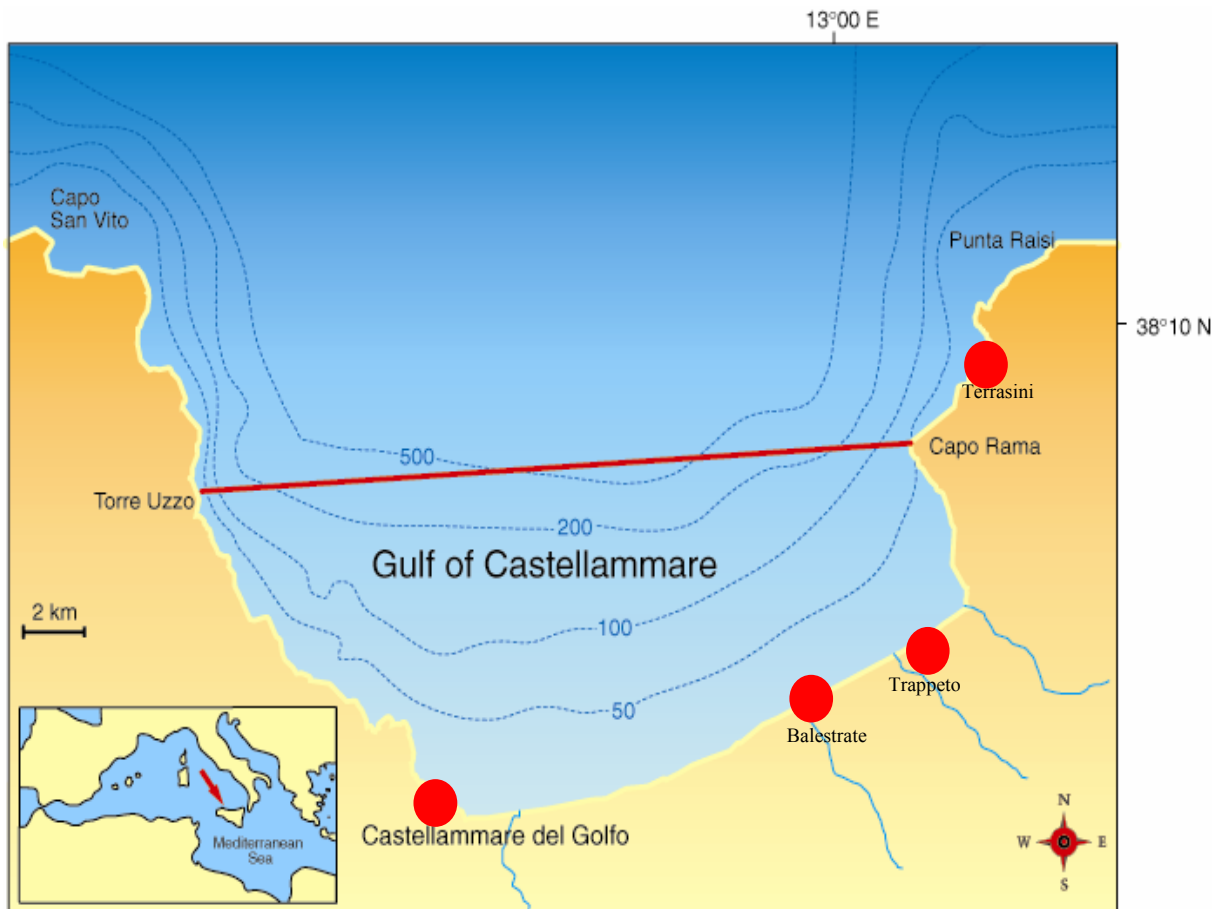 13°00 E
Capo
San Vito
Punta Raisi
38°10 N
Terrasini
Capo Rama
500
Torre Uzzo
200
Gulf of Castellammare
2 km
100
Trappeto
50
Balestrate
Castellammare del Golfo
Mediterranean
Sea
N
W
E
S